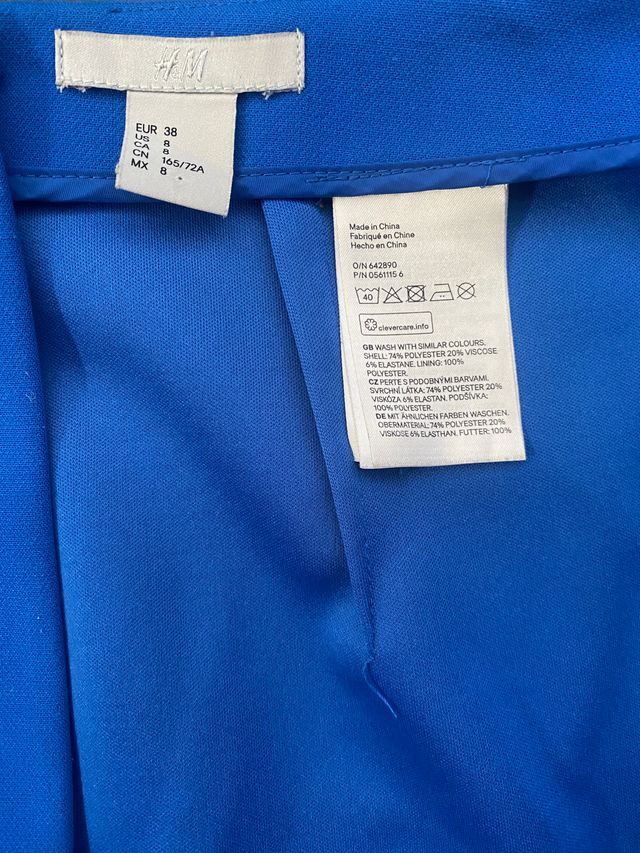 H&M
EUR 38
US 8
CA 8
CN 165/72A
MX 8
Made in China
Fabriqué en Chine
Hecho en China
O/N 642890
P/N 0561115 6
40
clevercare.info
GB WASH WITH SIMILAR COLOURS.
SHELL: 74% POLYESTER 20% VISCOSE
6% ELASTANE. LINING: 100%
POLYESTER.
CZ PERTE S PODOBNÝMI BARVAMI.
SVRCHNÍ LÁTKA: 74% POLYESTER 20%
VISKÓZA 6% ELASTAN. PODŠÍVKA:
100% POLYESTER.
DE MIT ÄHNLICHEN FARBEN WASCHEN.
OBERMATERIAL: 74% POLYESTER 20%
VISKOSE 6% ELASTHAN. FUTTER: 100%